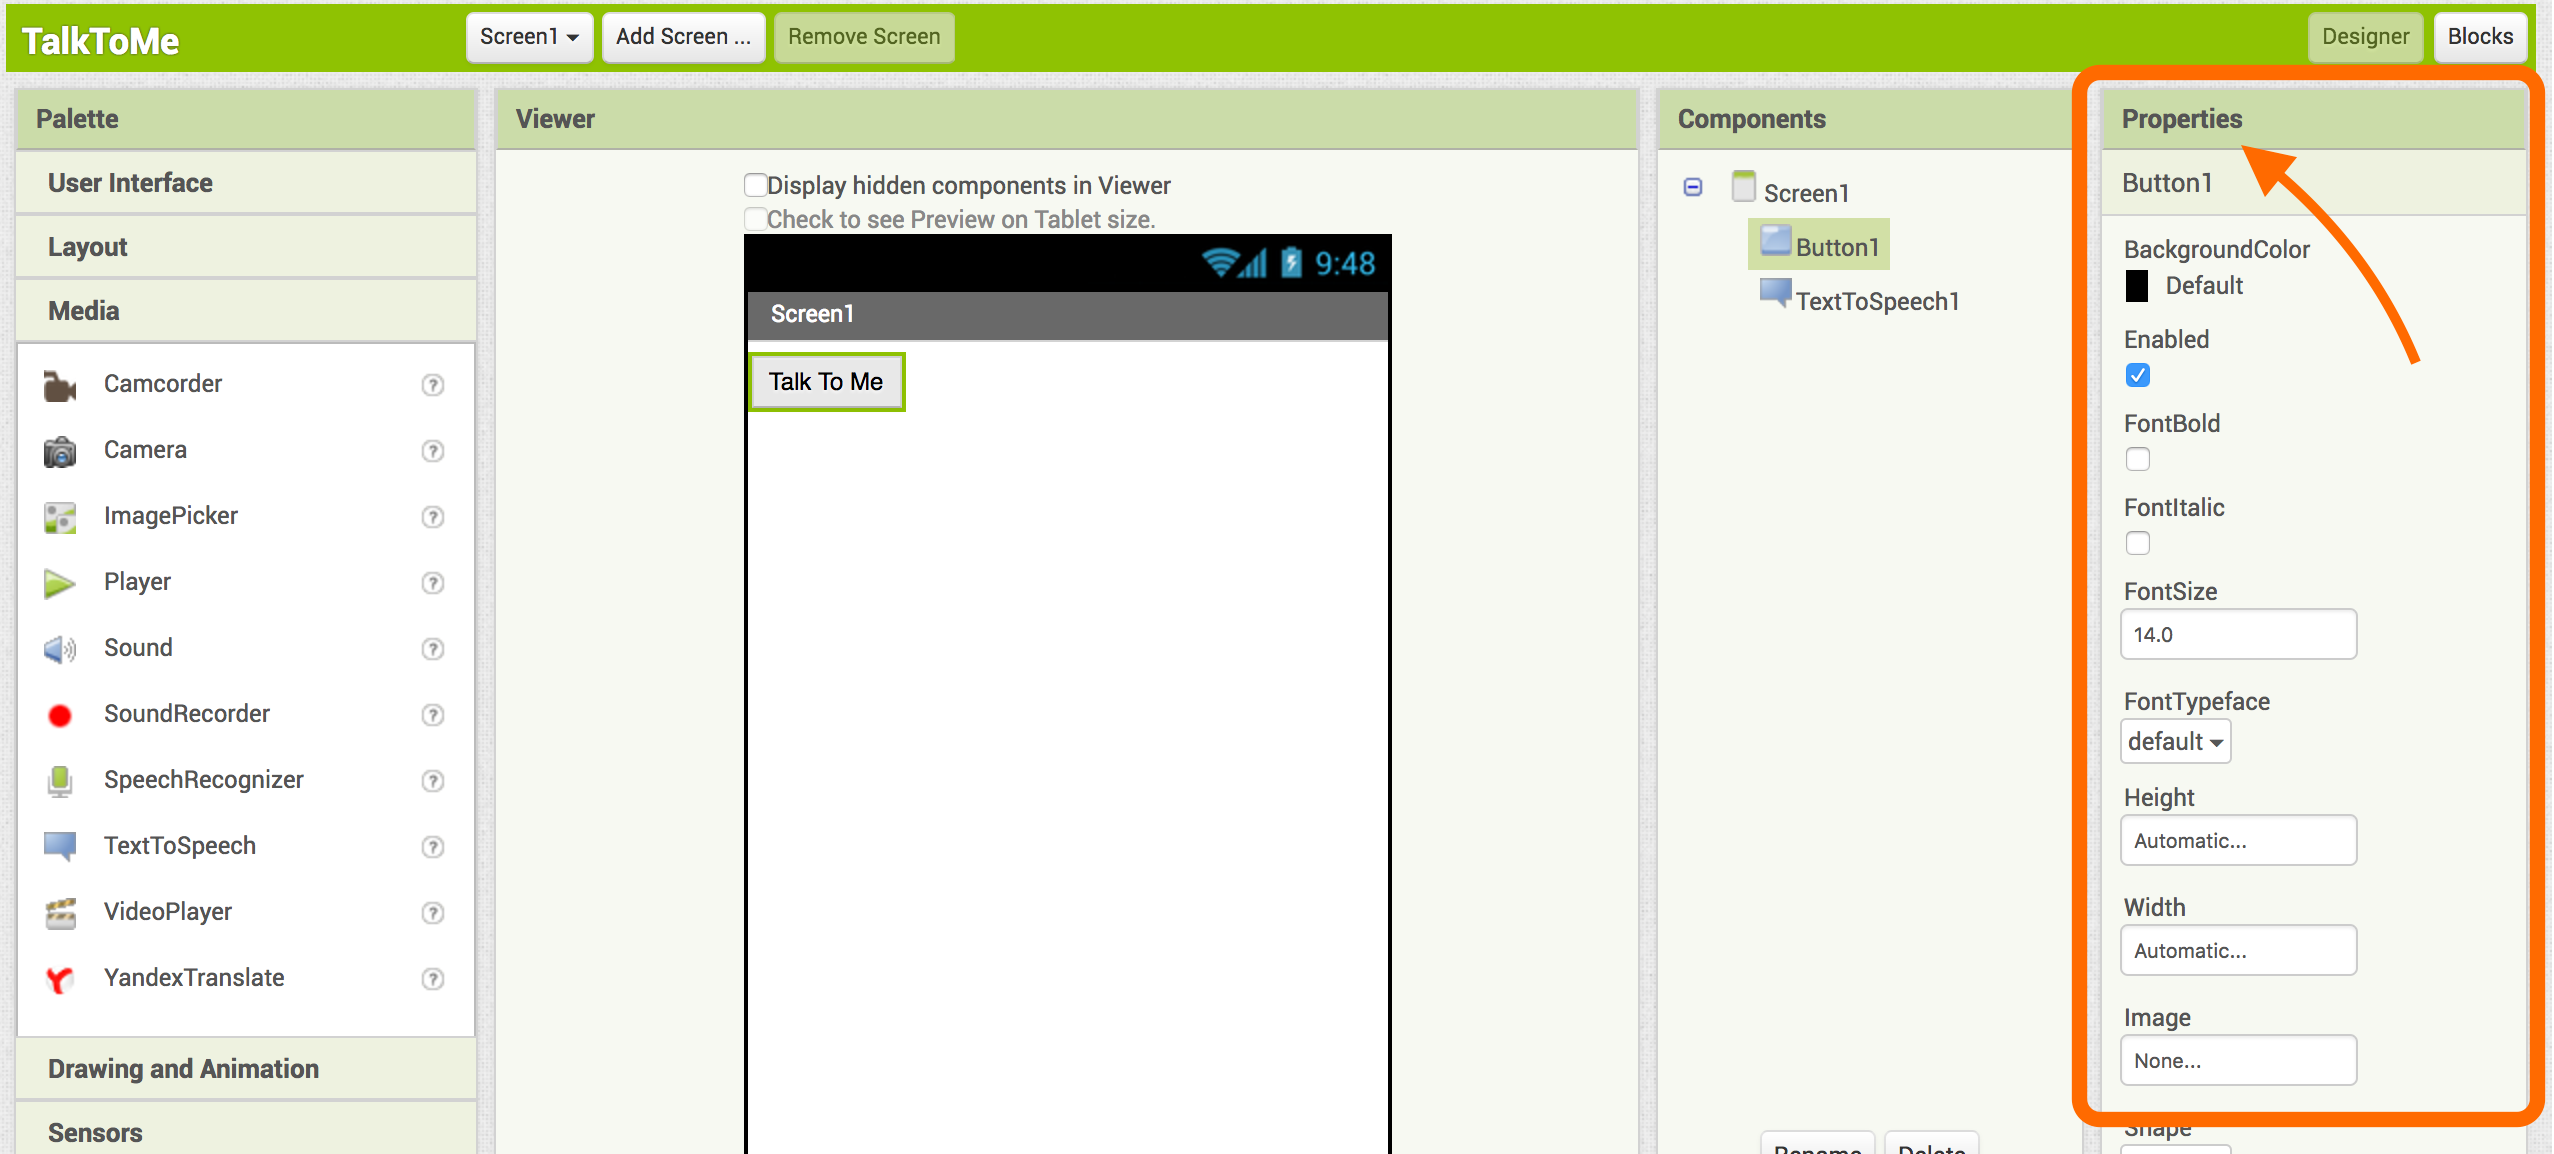 TalkToMe
Screen1
Add Screen ...
Remove Screen
Designer
Blocks
Palette
User Interface
Layout
Media
Camcorder
?
Camera
?
ImagePicker
?
Player
?
Sound
?
SoundRecorder
?
SpeechRecognizer
?
TextToSpeech
?
VideoPlayer
?
YandexTranslate
?
Drawing and Animation
Sensors
Viewer
Display hidden components in Viewer
Check to see Preview on Tablet size.
9:48
Screen1
Talk To Me
Components
Screen1
Button1
TextToSpeech1
Rename
Delete
Properties
Button1
BackgroundColor
Default
Enabled
FontBold
FontItalic
FontSize
14.0
FontTypeface
default
Height
Automatic...
Width
Automatic...
Image
None...
Shape